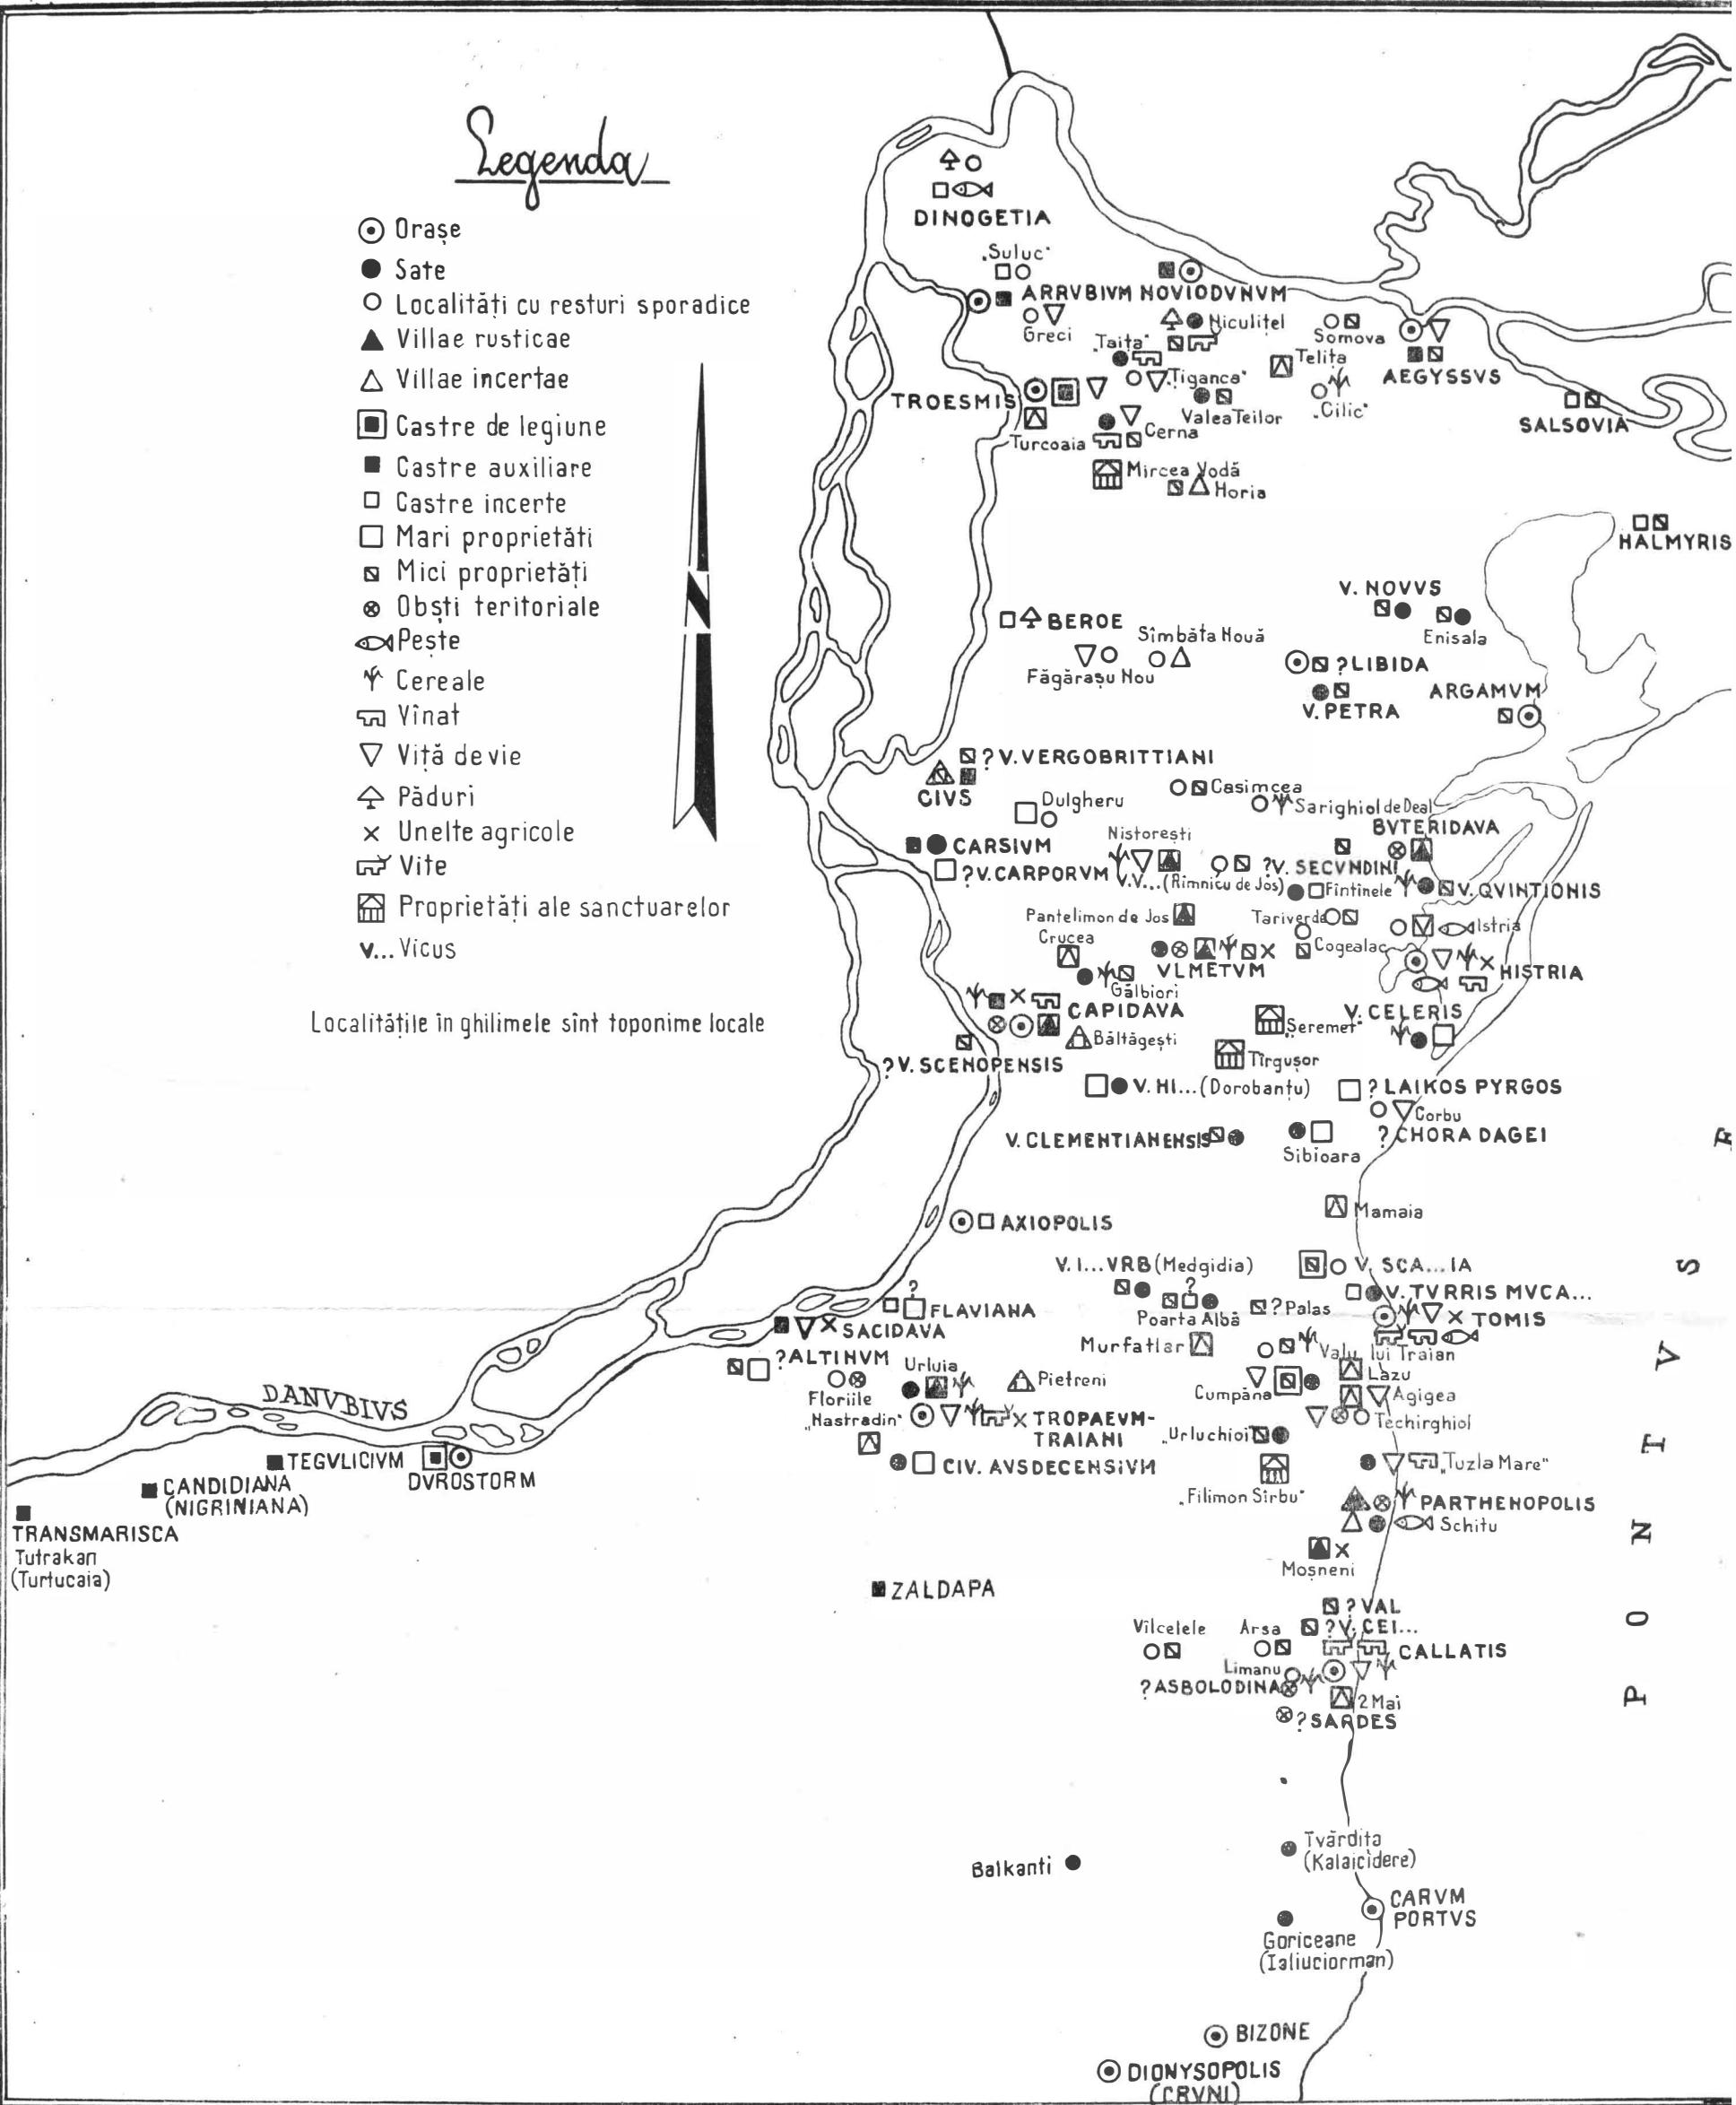 Legenda
Orașe
Sate
Localități cu resturi sporadice
Villae rusticae
Villae incertae
Castre de legiune
Castre auxiliare
Castre incerte
Mari proprietăti
Mici proprietăți
Obști teritoriale
Pește
Cereale
Vînat
Viță de vie
Păduri
Unelte agricole
Vite
Proprietăți ale sanctuarelor
v... Vicus
Localitățile în ghilimele sînt toponime locale
N
DINOGETIA
„Suluc"
ARRVBIVM NOVIODVNVM
Greci
Niculițel
Somova
„Taița"
Telița
AEGYSSVS
„Țiganca"
TROESMIS
Valea Teilor
„Cilic"
SALSOVIA
Turcoaia
Cerna
Mircea Vodă
Horia
HALMYRIS
V. NOVVS
BEROE
Sîmbăta Nouă
Enisala
Făgărașu Nou
?LIBIDA
V. PETRA
ARGAMVM
?V. VERGOBRITTIANI
CIVS
Casimcea
Dulgheru
Sarighiol de Deal
Nistorești
BVTERIDAVA
CARSIVM
?V. CARPORVM
?V. SECVNDINI
V.V...(Rîmnicu de Jos)
Fîntînele
V. QVINTIONIS
Pantelimon de Jos
Tariverde
Istria
Crucea
Cogealac
VLMETVM
HISTRIA
Gălbiori
CAPIDAVA
V. CELERIS
„Seremet"
Băltăgești
?V. SCENOPENSIS
Tîrgușor
V. HI...(Dorobanțu)
? LAIKOS PYRGOS
Corbu
V. CLEMENTIANENSIS
? CHORA DAGEI
Sibioara
Mamaia
AXIOPOLIS
V. I...VRB (Medgidia)
V. SCA...IA
?
FLAVIANA
?
V. TVRRIS MVCA...
? Palas
Poarta Albă
TOMIS
SACIDAVA
Murfatlar
Valu lui Traian
?ALTINVM
Urluia
Lazu
Pietreni
Cumpăna
Agigea
Floriile
DANVBIVS
„Nastradin"
TROPAEVM-
TRAIANI
Techirghiol
„Urluchioi"
CIV. AVSDECENSIVM
„Tuzla Mare"
TEGVLICIVM
DVROSTORM
CANDIDIANA
(NIGRINIANA)
„Filimon Sîrbu"
PARTHENOPOLIS
Schitu
TRANSMARISCA
Tutrakan
(Turtucaia)
Moșneni
ZALDAPA
? VAL
Vîlcelele
Arsa
?V. CEI...
CALLATIS
Limanu
?ASBOLODINA
2 Mai
?SARDES
PONTVS
Tvărdița
(Kalaicidere)
Balkanti
CARVM
PORTVS
Goriceane
(Ialiuciorman)
BIZONE
DIONYSOPOLIS
(CRVNI)